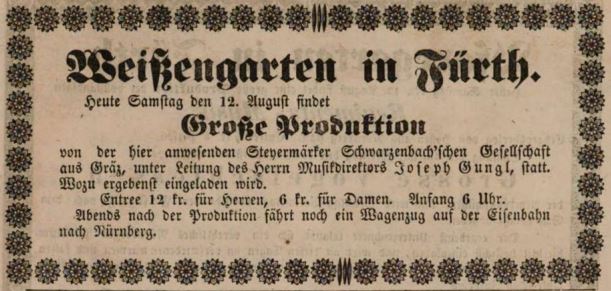 Weißengarten in Fürth.
Heute Samstag den 12. August findet
Große Produktion
von der hier anwesenden Steyermärker Schwarzenbach'schen Gesellschaft
aus Gräz, unter Leitung des Herrn Musikdirektors Joseph Gungl, statt.
Wozu ergebenst eingeladen wird.
Entree 12 kr. für Herren, 6 kr. für Damen. Anfang 6 Uhr.
Abends nach der Produktion fährt noch ein Wagenzug auf der Eisenbahn
nach Nürnberg.